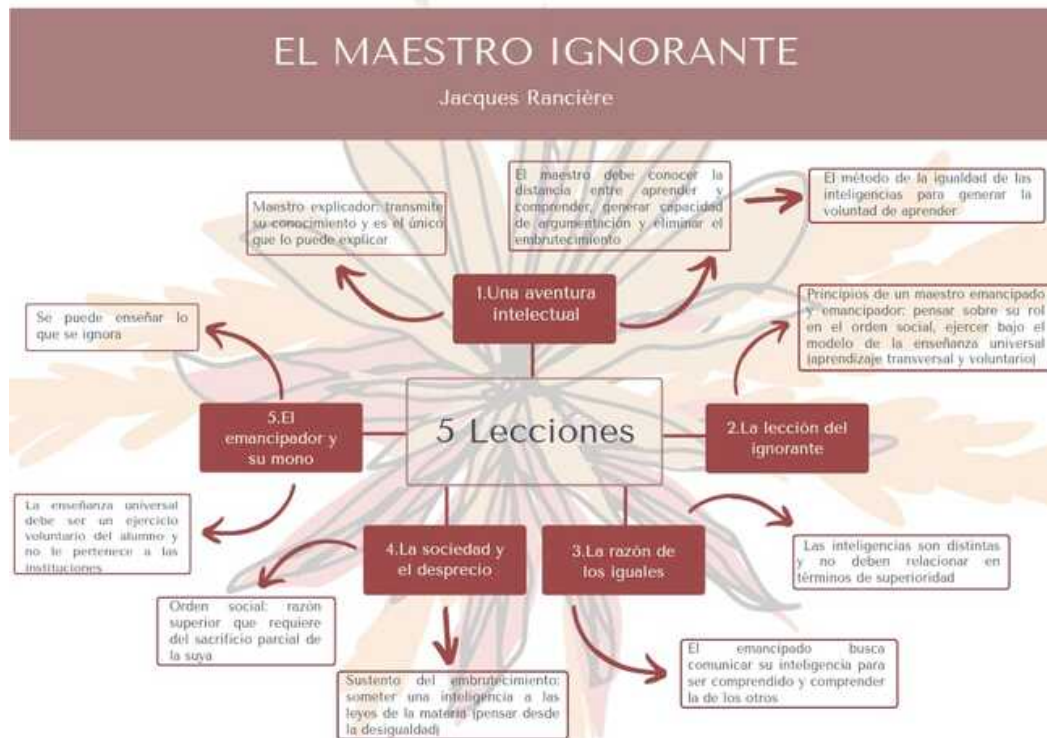 EL MAESTRO IGNORANTE
Jacques Rancière
Maestro explicador: transmite
su conocimiento y es el único
que lo puede explicar
El maestro debe conocer la
distancia entre aprender y
comprender, generar capacidad
de argumentación y eliminar el
embrutecimiento
El método de la igualdad de las
inteligencias para generar la
voluntad de aprender
1.Una aventura
intelectual
Se puede enseñar lo
que se ignora
Principios de un maestro emancipado
y emancipador: pensar sobre su rol
en el orden social, ejercer bajo el
modelo de la enseñanza universal
(aprendizaje transversal y voluntario)
5.El
emancipador y
su mono
5 Lecciones
2.La lección del
ignorante
La enseñanza universal
debe ser un ejercicio
voluntario del alumno y
no le pertenece a las
instituciones
4.La sociedad y
el desprecio
3.La razón de
los iguales
Las inteligencias son distintas
y no deben relacionar en
términos de superioridad
Orden social: razón
superior que requiere
del sacrificio parcial de
la suya
Sustento del embrutecimiento:
someter una inteligencia a las
leyes de la materia (pensar desde
la desigualdad)
El emancipado busca
comunicar su inteligencia para
ser comprendido y comprender
la de los otros